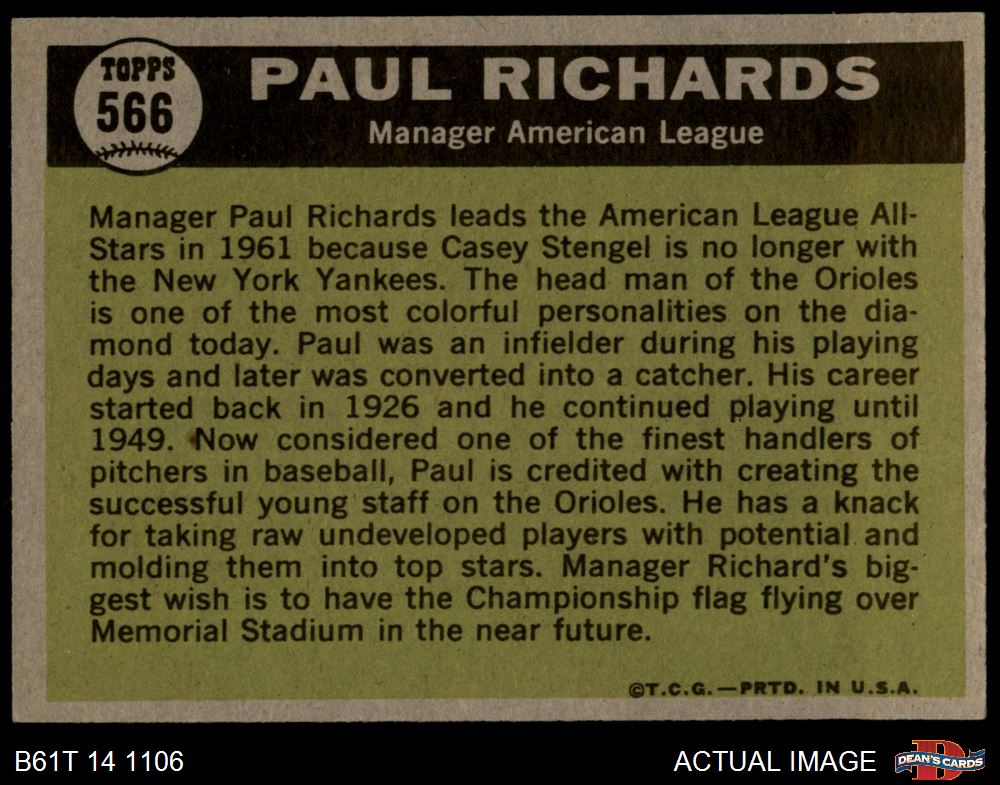 TOPPS
566
PAUL RICHARDS
Manager American League
Manager Paul Richards leads the American League All-
Stars in 1961 because Casey Stengel is no longer with
the New York Yankees. The head man of the Orioles
is one of the most colorful personalities on the dia-
mond today. Paul was an infielder during his playing
days and later was converted into a catcher. His career
started back in 1926 and he continued playing until
1949. Now considered one of the finest handlers of
pitchers in baseball, Paul is credited with creating the
successful young staff on the Orioles. He has a knack
for taking raw undeveloped players with potential and
molding them into top stars. Manager Richard's big-
gest wish is to have the Championship flag flying over
Memorial Stadium in the near future.
©T.C.G.—PRTD. IN U.S.A.
B61T 14 1106
ACTUAL IMAGE
D
DEAN'S CARDS